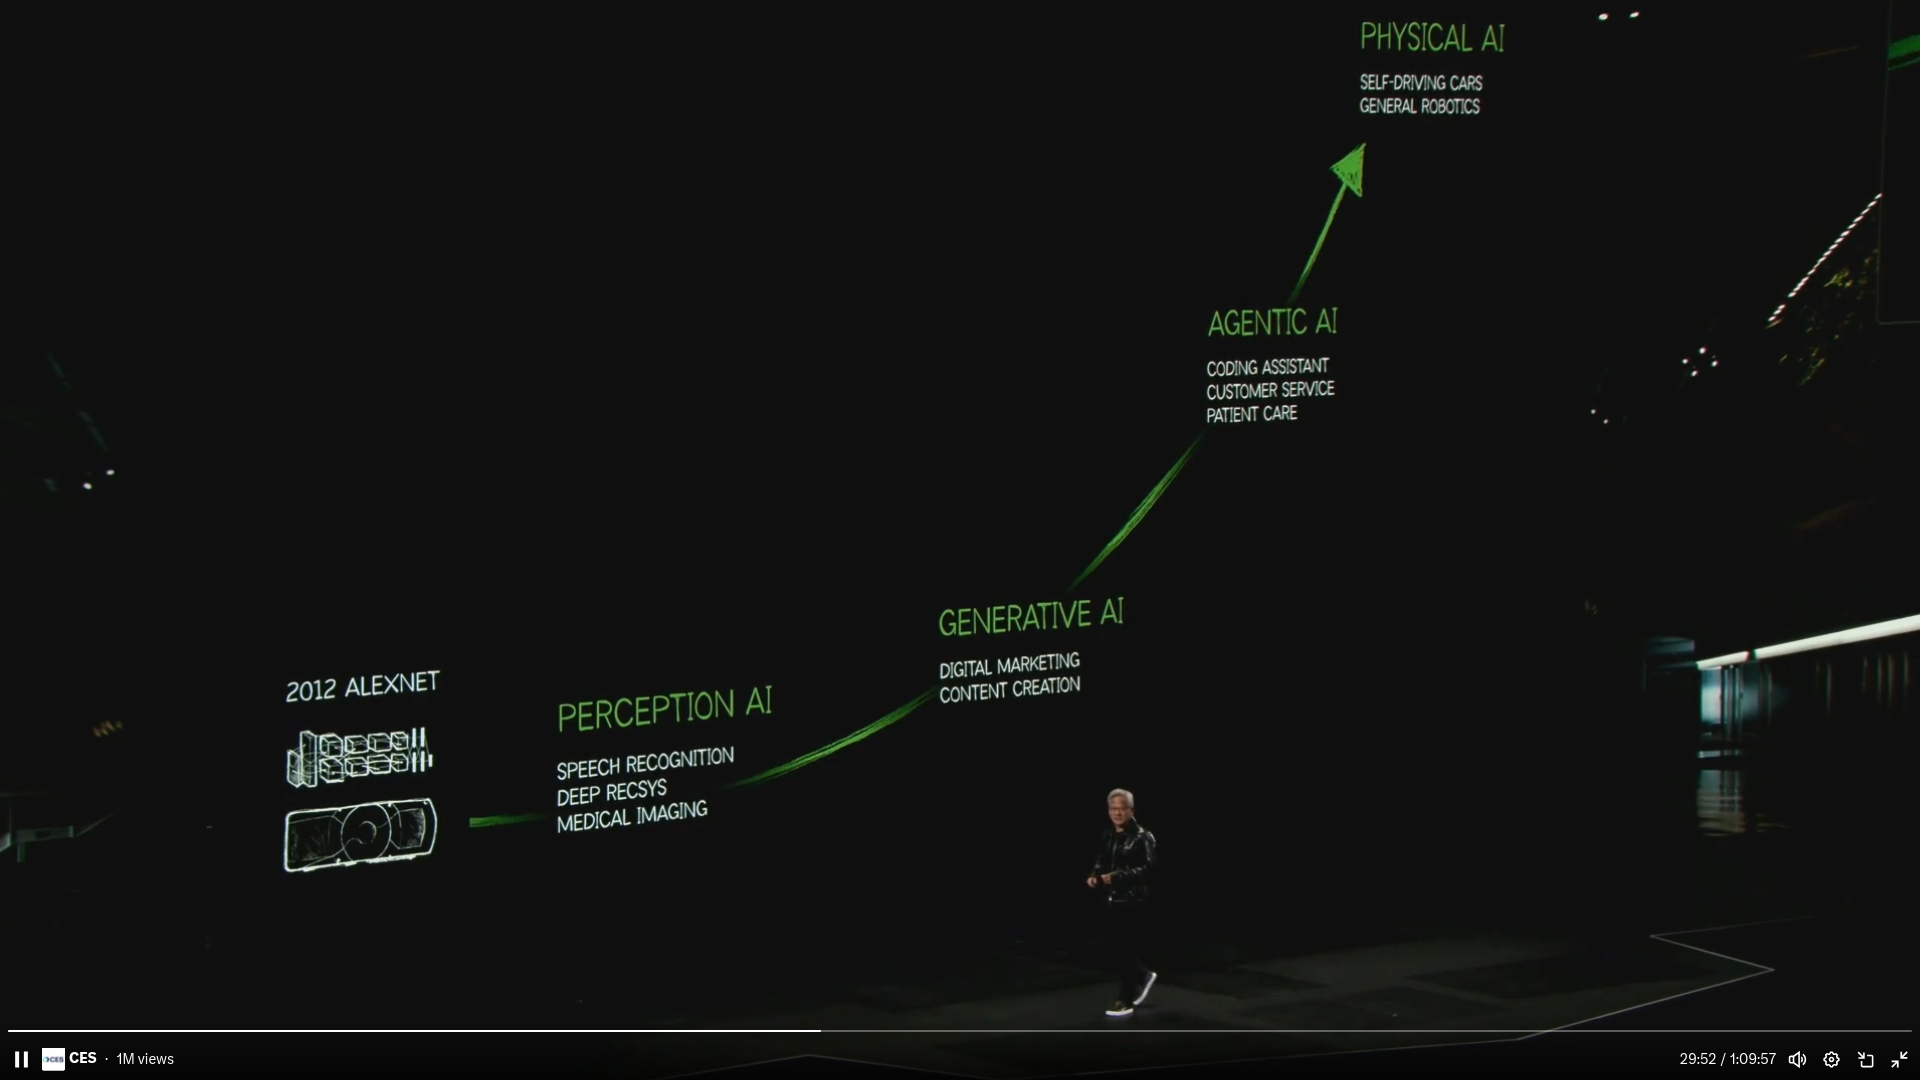 PHYSICAL AI
SELF-DRIVING CARS
GENERAL ROBOTICS
AGENTIC AI
CODING ASSISTANT
CUSTOMER SERVICE
PATIENT CARE
GENERATIVE AI
DIGITAL MARKETING
CONTENT CREATION
2012 ALEXNET
PERCEPTION AI
SPEECH RECOGNITION
DEEP RECSYS
MEDICAL IMAGING
CES CES · 1M views
29:52 / 1:09:57